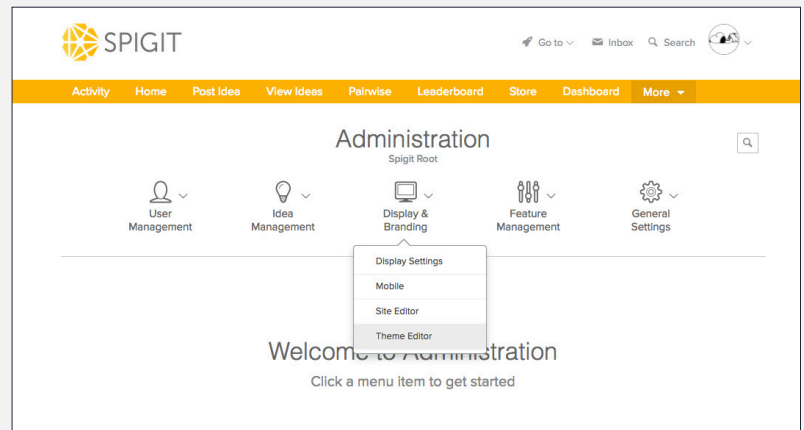 SPIGIT
Go to Inbox Search
Activity Home Post Idea View Ideas Pairwise Leaderboard Store Dashboard More
Administration
Spigit Root
User Management
Idea Management
Display & Branding
Feature Management
General Settings
Display Settings
Mobile
Site Editor
Theme Editor
Welcome to Administration
Click a menu item to get started